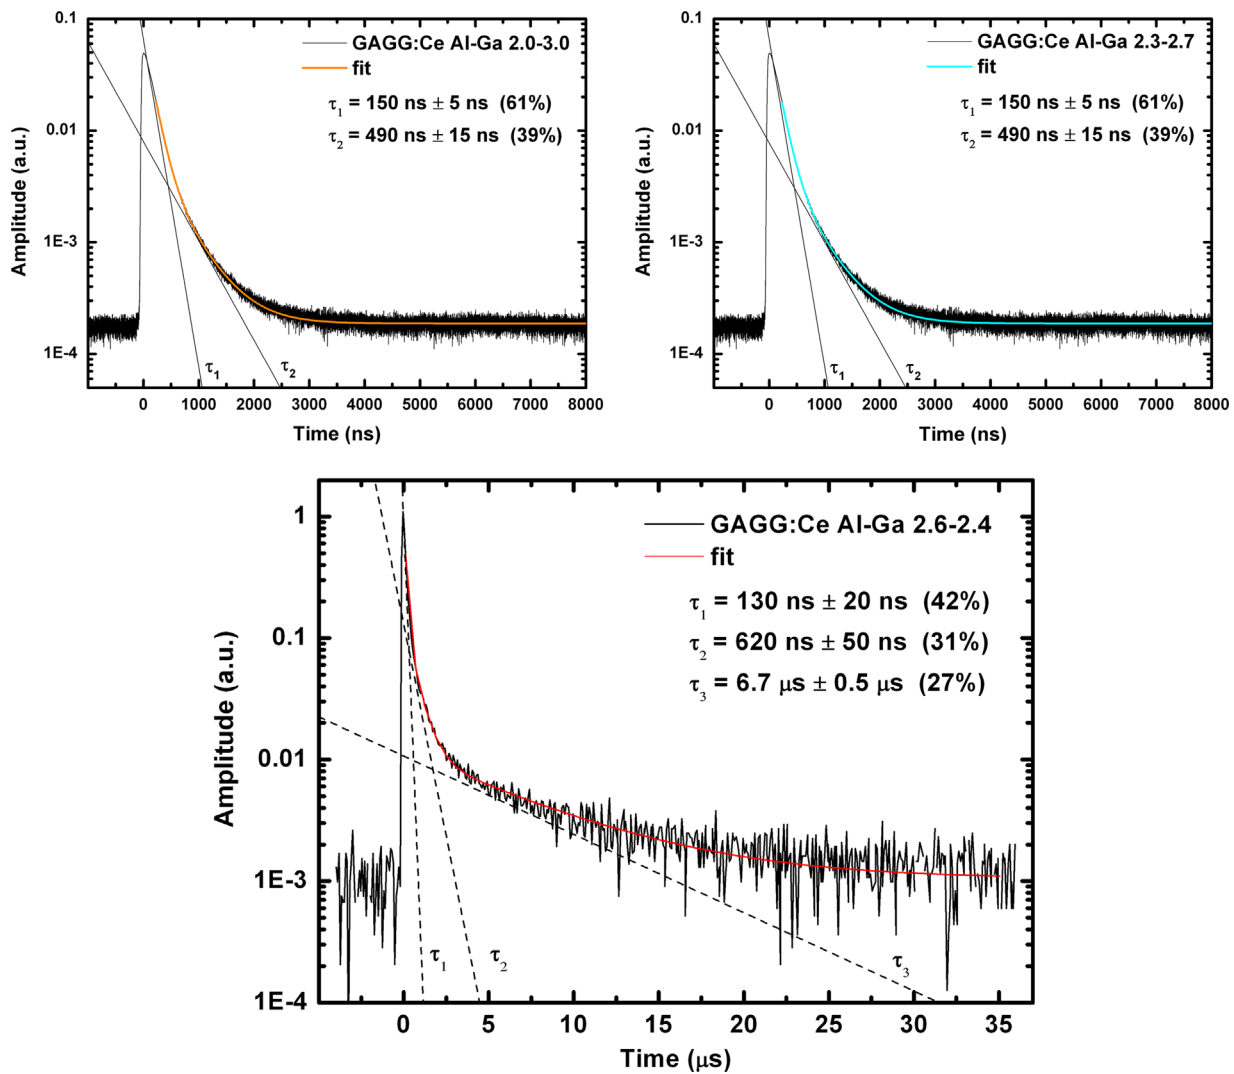 0.1
0.01
1E-3
1E-4
Amplitude (a.u.)
GAGG:Ce Al-Ga 2.0-3.0
fit
τ1 = 150 ns ± 5 ns (61%)
τ2 = 490 ns ± 15 ns (39%)
τ1
τ2
0 1000 2000 3000 4000 5000 6000 7000 8000
Time (ns)
0.1
0.01
1E-3
1E-4
Amplitude (a.u.)
GAGG:Ce Al-Ga 2.3-2.7
fit
τ1 = 150 ns ± 5 ns (61%)
τ2 = 490 ns ± 15 ns (39%)
τ1
τ2
0 1000 2000 3000 4000 5000 6000 7000 8000
Time (ns)
1
0.1
0.01
1E-3
1E-4
Amplitude (a.u.)
GAGG:Ce Al-Ga 2.6-2.4
fit
τ1 = 130 ns ± 20 ns (42%)
τ2 = 620 ns ± 50 ns (31%)
τ3 = 6.7 μs ± 0.5 μs (27%)
τ1
τ2
τ3
0 5 10 15 20 25 30 35
Time (μs)